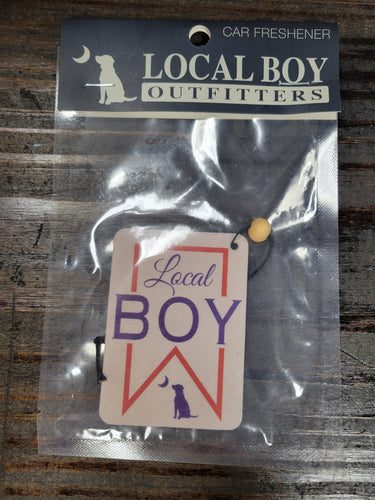 CAR FRESHENER
LOCAL BOY
OUTFITTERS
Local
BOY